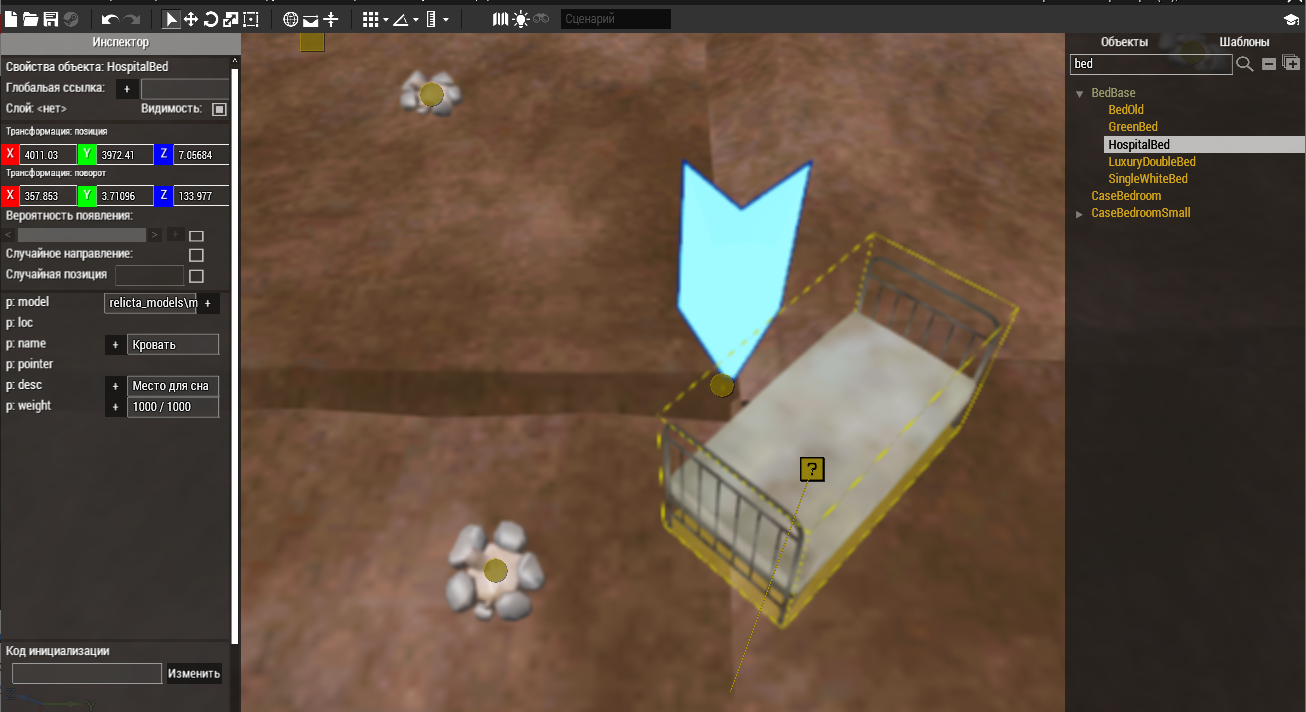 Сценарий
Инспектор
Свойства объекта: HospitalBed
Глобалья ссылка:
+
Слой: <нет>
Видимость:
Трансформация: позиция
X 4011.03 Y 3972.41 Z 7.05684
Трансформация: поворот
X 357.853 Y 3.71096 Z 133.977
Вероятность появления:
< > +
Случайное направление:
Случайная позиция
p: model relicta_models\m +
p: loc
p: name + Кровать
p: pointer
p: desc + Место для сна
p: weight + 1000 / 1000
Код инициализации
Изменить
?
Объекты Шаблоны
bed
BedBase
BedOld
GreenBed
HospitalBed
LuxuryDoubleBed
SingleWhiteBed
CaseBedroom
CaseBedroomSmall